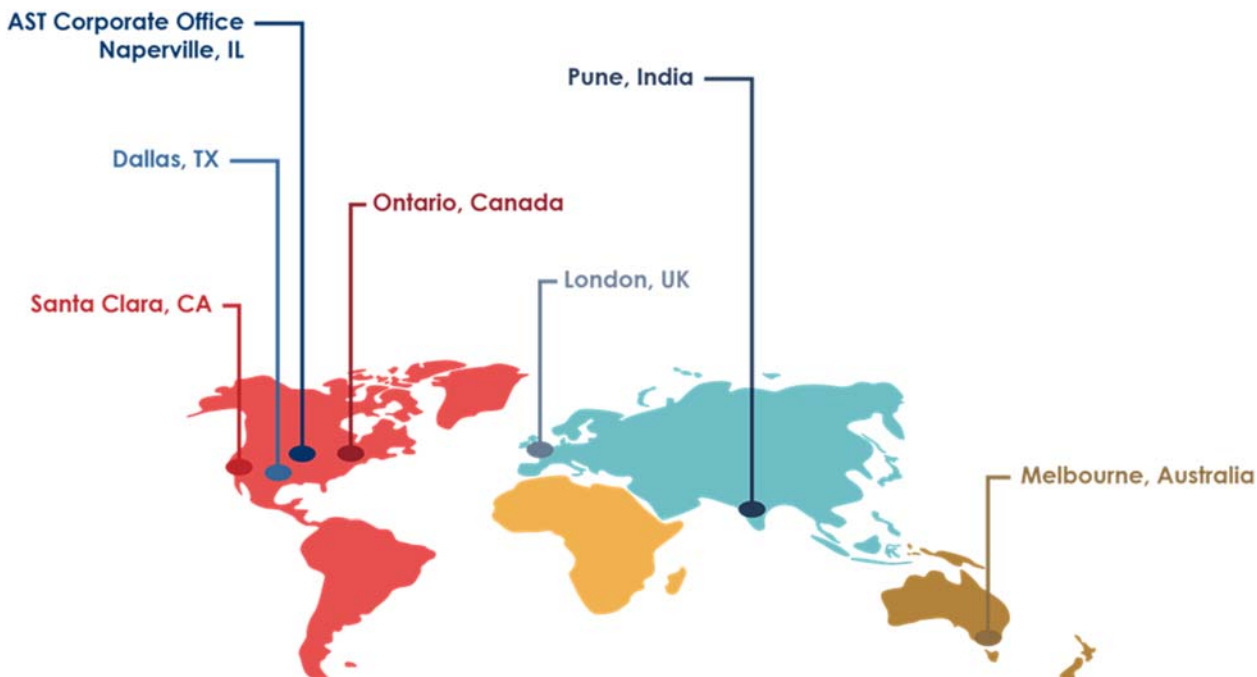 AST Corporate Office
Naperville, IL
Pune, India
Dallas, TX
Ontario, Canada
London, UK
Santa Clara, CA
Melbourne, Australia